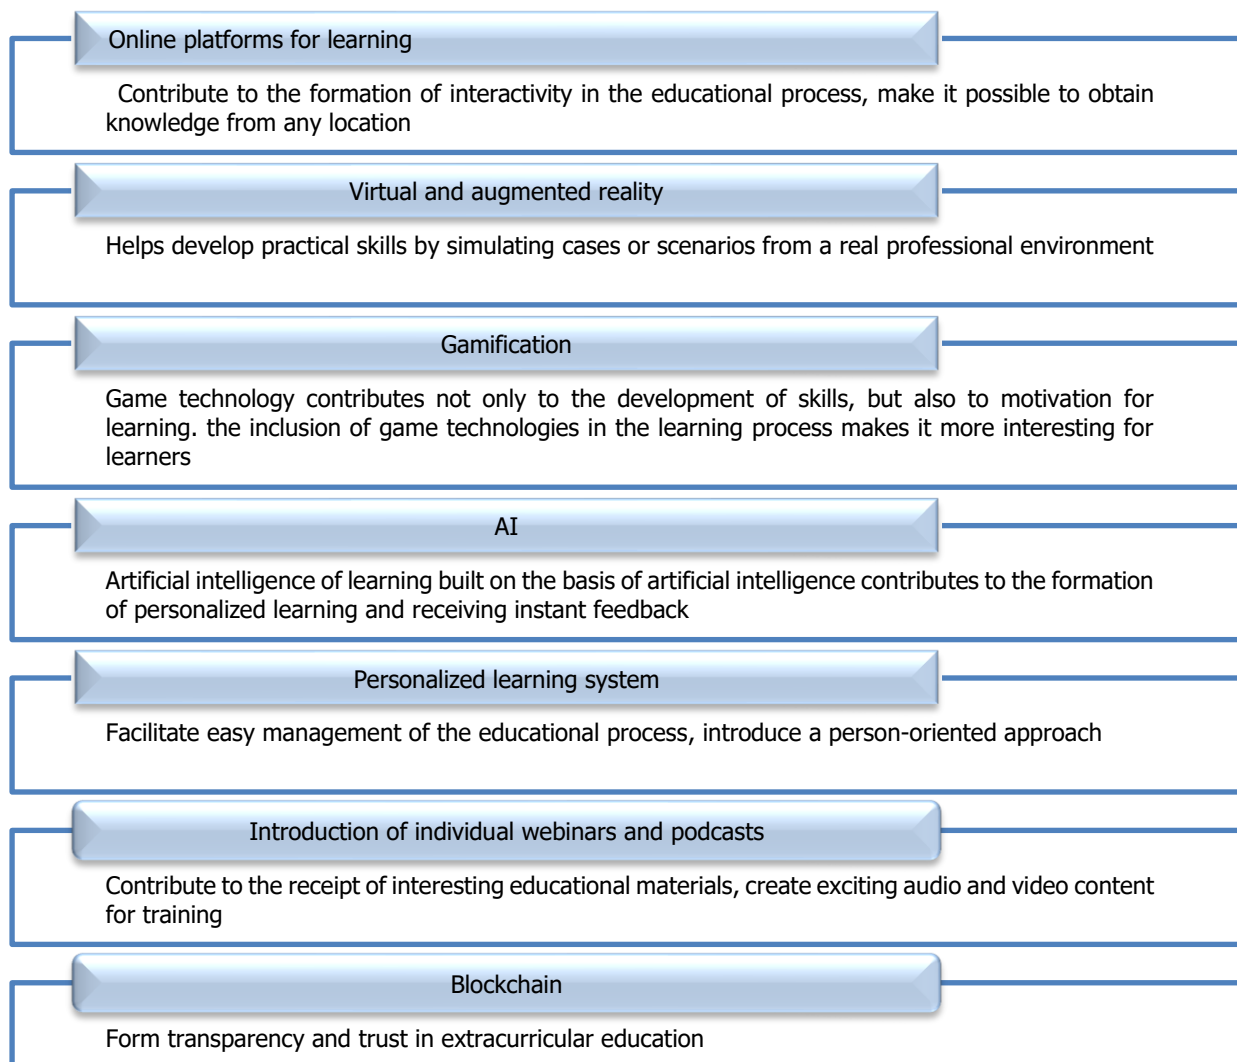 Online platforms for learning
Contribute to the formation of interactivity in the educational process, make it possible to obtain
knowledge from any location
Virtual and augmented reality
Helps develop practical skills by simulating cases or scenarios from a real professional environment
Gamification
Game technology contributes not only to the development of skills, but also to motivation for
learning. the inclusion of game technologies in the learning process makes it more interesting for
learners
AI
Artificial intelligence of learning built on the basis of artificial intelligence contributes to the formation
of personalized learning and receiving instant feedback
Personalized learning system
Facilitate easy management of the educational process, introduce a person-oriented approach
Introduction of individual webinars and podcasts
Contribute to the receipt of interesting educational materials, create exciting audio and video content
for training
Blockchain
Form transparency and trust in extracurricular education